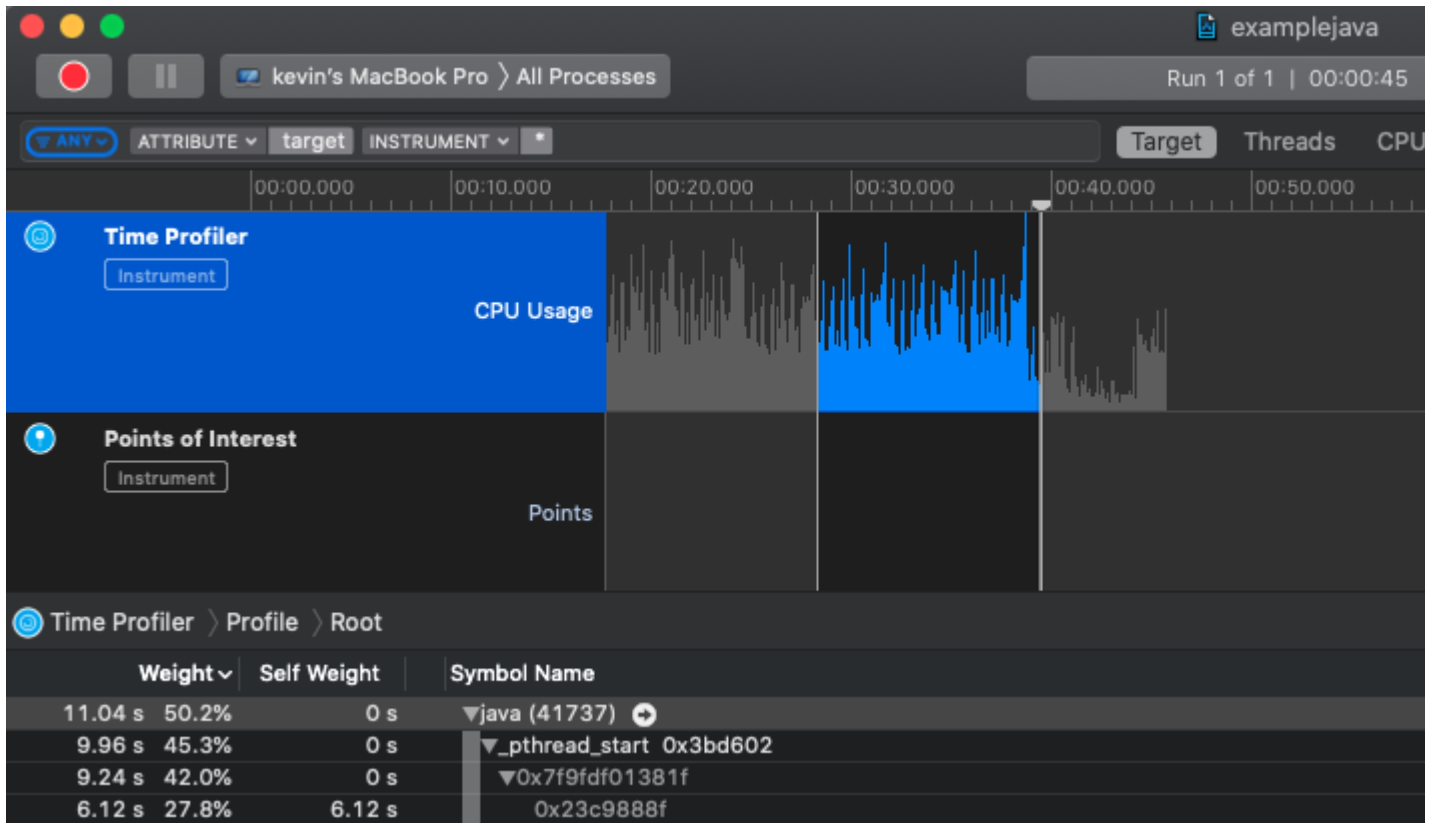 examplejava
kevin's MacBook Pro 〉All Processes
Run 1 of 1 | 00:00:45
ANY ATTRIBUTE target INSTRUMENT *
Target Threads CPU
00:00.000 00:10.000 00:20.000 00:30.000 00:40.000 00:50.000
Time Profiler
Instrument
CPU Usage
Points of Interest
Instrument
Points
Time Profiler 〉Profile 〉Root
Weight Self Weight Symbol Name
11.04 s 50.2% 0 s java (41737)
9.96 s 45.3% 0 s _pthread_start 0x3bd602
9.24 s 42.0% 0 s 0x7f9fdf01381f
6.12 s 27.8% 6.12 s 0x23c9888f